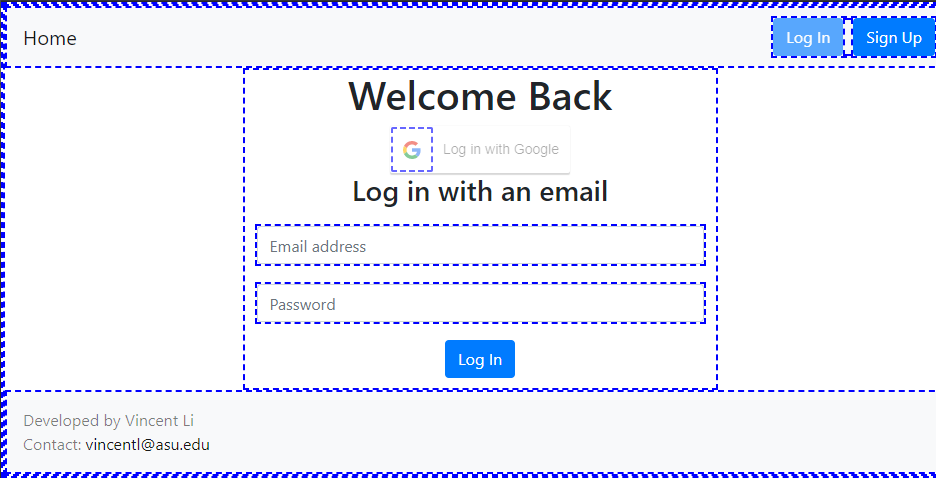 Home Log In Sign Up
Welcome Back
Log in with Google
Log in with an email
Email address
Password
Log In
Developed by Vincent Li
Contact: vincentl@asu.edu